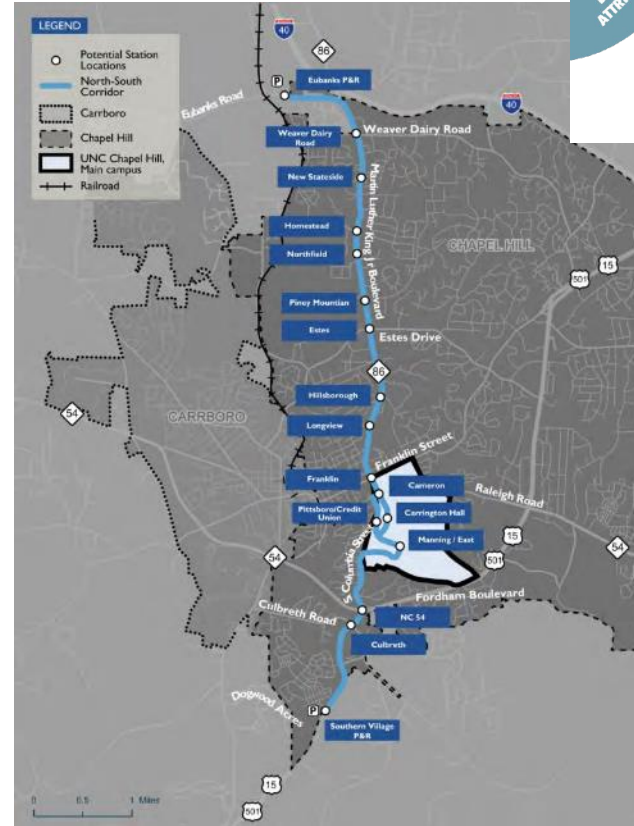 LEGEND
Potential Station
Locations
North-South
Corridor
Carrboro
Chapel Hill
UNC Chapel Hill,
Main campus
Railroad
40
86
P
Eubanks P&R
Eubanks Road
40
Weaver Dairy
Road
Weaver Dairy Road
New Stateside
Martin Luther King Jr Boulevard
Homestead
CHAPEL HILL
Northfield
15
501
Piney Mountian
Estes
Estes Drive
86
Hillsborough
54
CARRBORO
Longview
Franklin Street
Franklin
Cameron
Raleigh Road
Pittsboro/Credit
Union
Carrington Hall
15
Manning / East
501
54
54
S Columbia Street
Fordham Boulevard
NC 54
Culbreth Road
Culbreth
Dogwood Acres
P
Southern Village
P&R
15
501
0 0.5 1 Miles